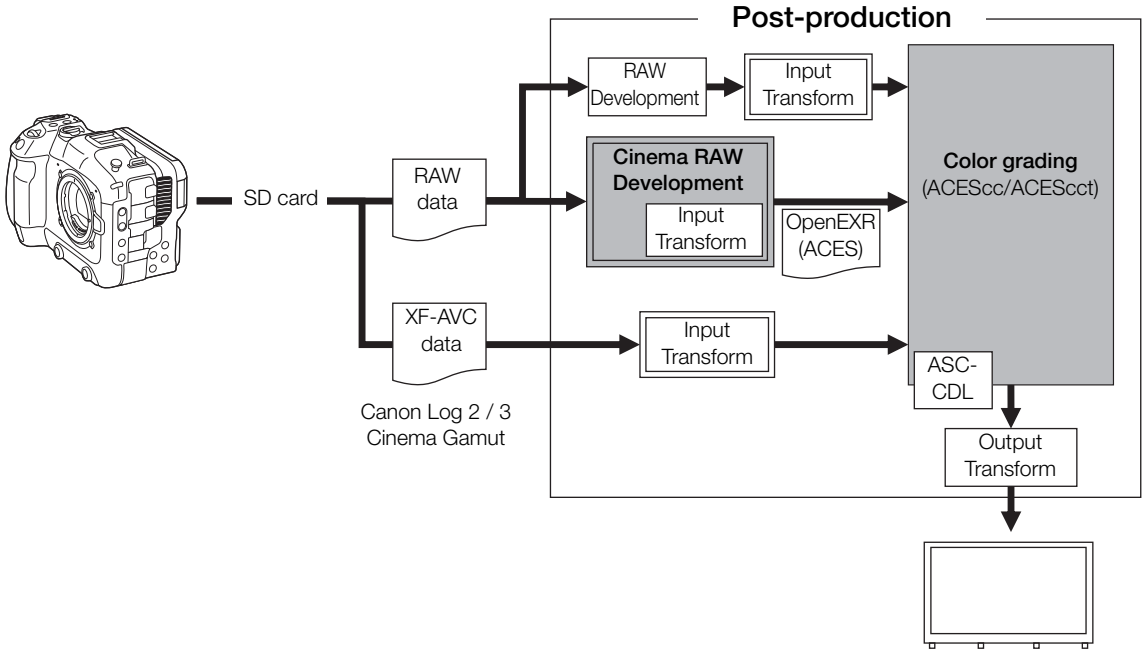 Post-production
RAW
Development
Input
Transform
Cinema RAW
Development
Input
Transform
OpenEXR
(ACES)
Color grading
(ACEScc/ACEScct)
SD card
RAW
data
XF-AVC
data
Input
Transform
Canon Log 2 / 3
Cinema Gamut
ASC-
CDL
Output
Transform